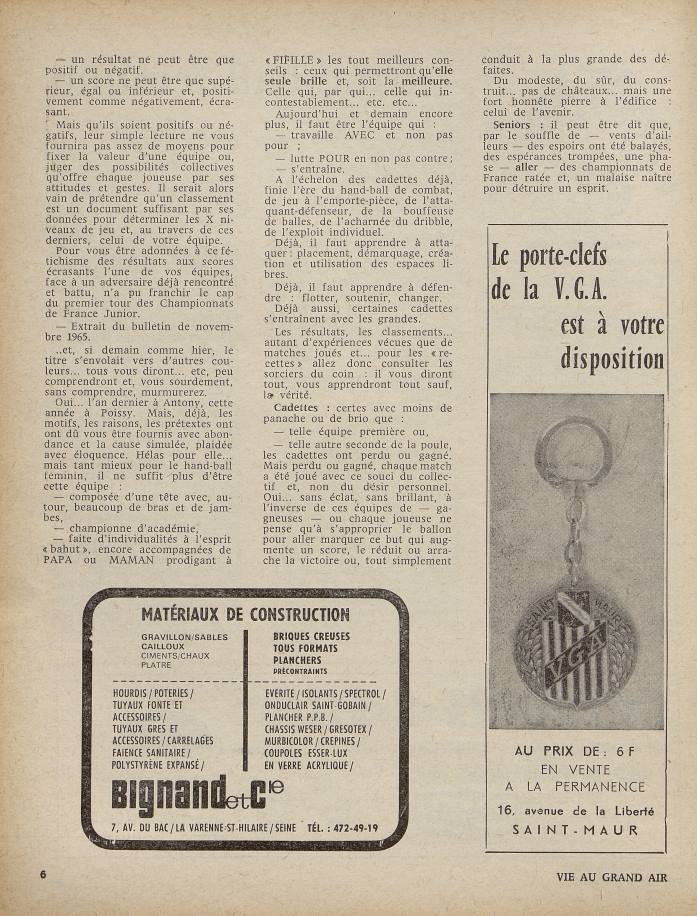 — un résultat ne peut être que
positif ou négatif.
— un score ne peut être que supé-
rieur, égal ou inférieur et, positi-
vement comme négativement, écra-
sant.
Mais qu'ils soient positifs ou né-
gatifs, leur simple lecture ne vous
fournira pas assez de moyens pour
fixer la valeur d'une équipe ou,
juger des possibilités collectives
qu'offre chaque joueuse par ses
attitudes et gestes. Il serait alors
vain de prétendre qu'un classement
est un document suffisant par ses
données pour déterminer les X ni-
veaux de jeu et, au travers de ces
derniers, celui de votre équipe.
Pour vous être adonnées à ce fé-
tichisme des résultats aux scores
écrasants l'une de vos équipes,
face à un adversaire déjà rencontré
et battu, n'a pu franchir le cap
du premier tour des Championnats
de France Junior.
— Extrait du bulletin de novem-
bre 1965.
..et, si demain comme hier, le
titre s'envolait vers d'autres cou-
leurs... tous vous diront... etc, peu
comprendront et, vous sourdement,
sans comprendre, murmurerez.
Oui... l'an dernier à Antony, cette
année à Poissy. Mais, déjà, les
motifs, les raisons, les prétextes ont
ont dû vous être fournis avec abon-
dance et la cause simulée, plaidée
avec éloquence. Hélas pour elle...
mais tant mieux pour le hand-ball
féminin, il ne suffit plus d'être
cette équipe :
— composée d'une tête avec, au-
tour, beaucoup de bras et de jam-
bes,
— championne d'académie,
— faite d'individualités à l'esprit
« bahut », encore accompagnées de
PAPA ou MAMAN prodigant à
« FIFILLE » les tout meilleurs con-
seils : ceux qui permettront qu'elle
seule brille et, soit la meilleure.
Celle qui, par qui... celle qui in-
contestablement... etc. etc...
Aujourd'hui et demain encore
plus, il faut être l'équipe qui :
— travaille AVEC et non pas
pour ;
— lutte POUR en non pas contre ;
— s'entraîne.
A l'échelon des cadettes déjà,
finie l'ère du hand-ball de combat,
de jeu à l'emporte-pièce, de l'atta-
quant-défenseur, de la bouffeuse
de balles, de l'acharnée du dribble,
de l'exploit individuel.
Déjà, il faut apprendre à atta-
quer : placement, démarquage, créa-
tion et utilisation des espaces li-
bres.
Déjà, il faut apprendre à défen-
dre : flotter, soutenir, changer.
Déjà aussi, certaines cadettes
s'entraînent avec les grandes.
Les résultats, les classements...
autant d'expériences vécues que de
matches joués et... pour les « re-
cettes » allez donc consulter les
sorciers du coin : il vous diront
tout, vous apprendront tout sauf,
la vérité.
Cadettes : certes avec moins de
panache ou de brio que :
— telle équipe première ou,
— telle autre seconde de la poule,
les cadettes ont perdu ou gagné.
Mais perdu ou gagné, chaque match
a été joué avec ce souci du collec-
tif et, non du désir personnel.
Oui... sans éclat, sans brillant, à
l'inverse de ces équipes de — ga-
gneuses — ou chaque joueuse ne
pense qu'à s'approprier le ballon
pour aller marquer ce but qui aug-
mente un score, le réduit ou arra-
che la victoire ou, tout simplement
conduit à la plus grande des dé-
faites.
Du modeste, du sûr, du cons-
truit... pas de châteaux... mais une
fort honnête pierre à l'édifice :
celui de l'avenir.
Seniors : il peut être dit que,
par le souffle de — vents d'ail-
leurs — des espoirs ont été balayés,
des espérances trompées, une pha-
se — aller — des championnats de
France ratée et, un malaise naître
pour détruire un esprit.
Le porte-clefs
de la V.G.A.
est à votre
disposition
SAINT MAUR
V.G.A
AU PRIX DE : 6 F
EN VENTE
A LA PERMANENCE
16, avenue de la Liberté
SAINT-MAUR
MATÉRIAUX DE CONSTRUCTION
GRAVILLON/SABLES
CAILLOUX
CIMENTS/CHAUX
PLATRE
BRIQUES CREUSES
TOUS FORMATS
PLANCHERS
PRÉCONTRAINTS
HOURDIS / POTERIES /
TUYAUX FONTE ET
ACCESSOIRES /
TUYAUX GRES ET
ACCESSOIRES / CARRELAGES
FAIENCE SANITAIRE /
POLYSTYRÈNE EXPANSÉ /
EVERITE / ISOLANTS / SPECTROL /
ONDUCLAIR SAINT-GOBAIN /
PLANCHER P.P.B. /
CHASSIS WESER / GRESOTEX /
MURBICOLOR / CREPINES /
COUPOLES ESSER-LUX
EN VERRE ACRYLIQUE /
Bignand et Cie
7, AV. DU BAC / LA VARENNE-ST-HILAIRE / SEINE TÉL. : 472-49-19
6
VIE AU GRAND AIR